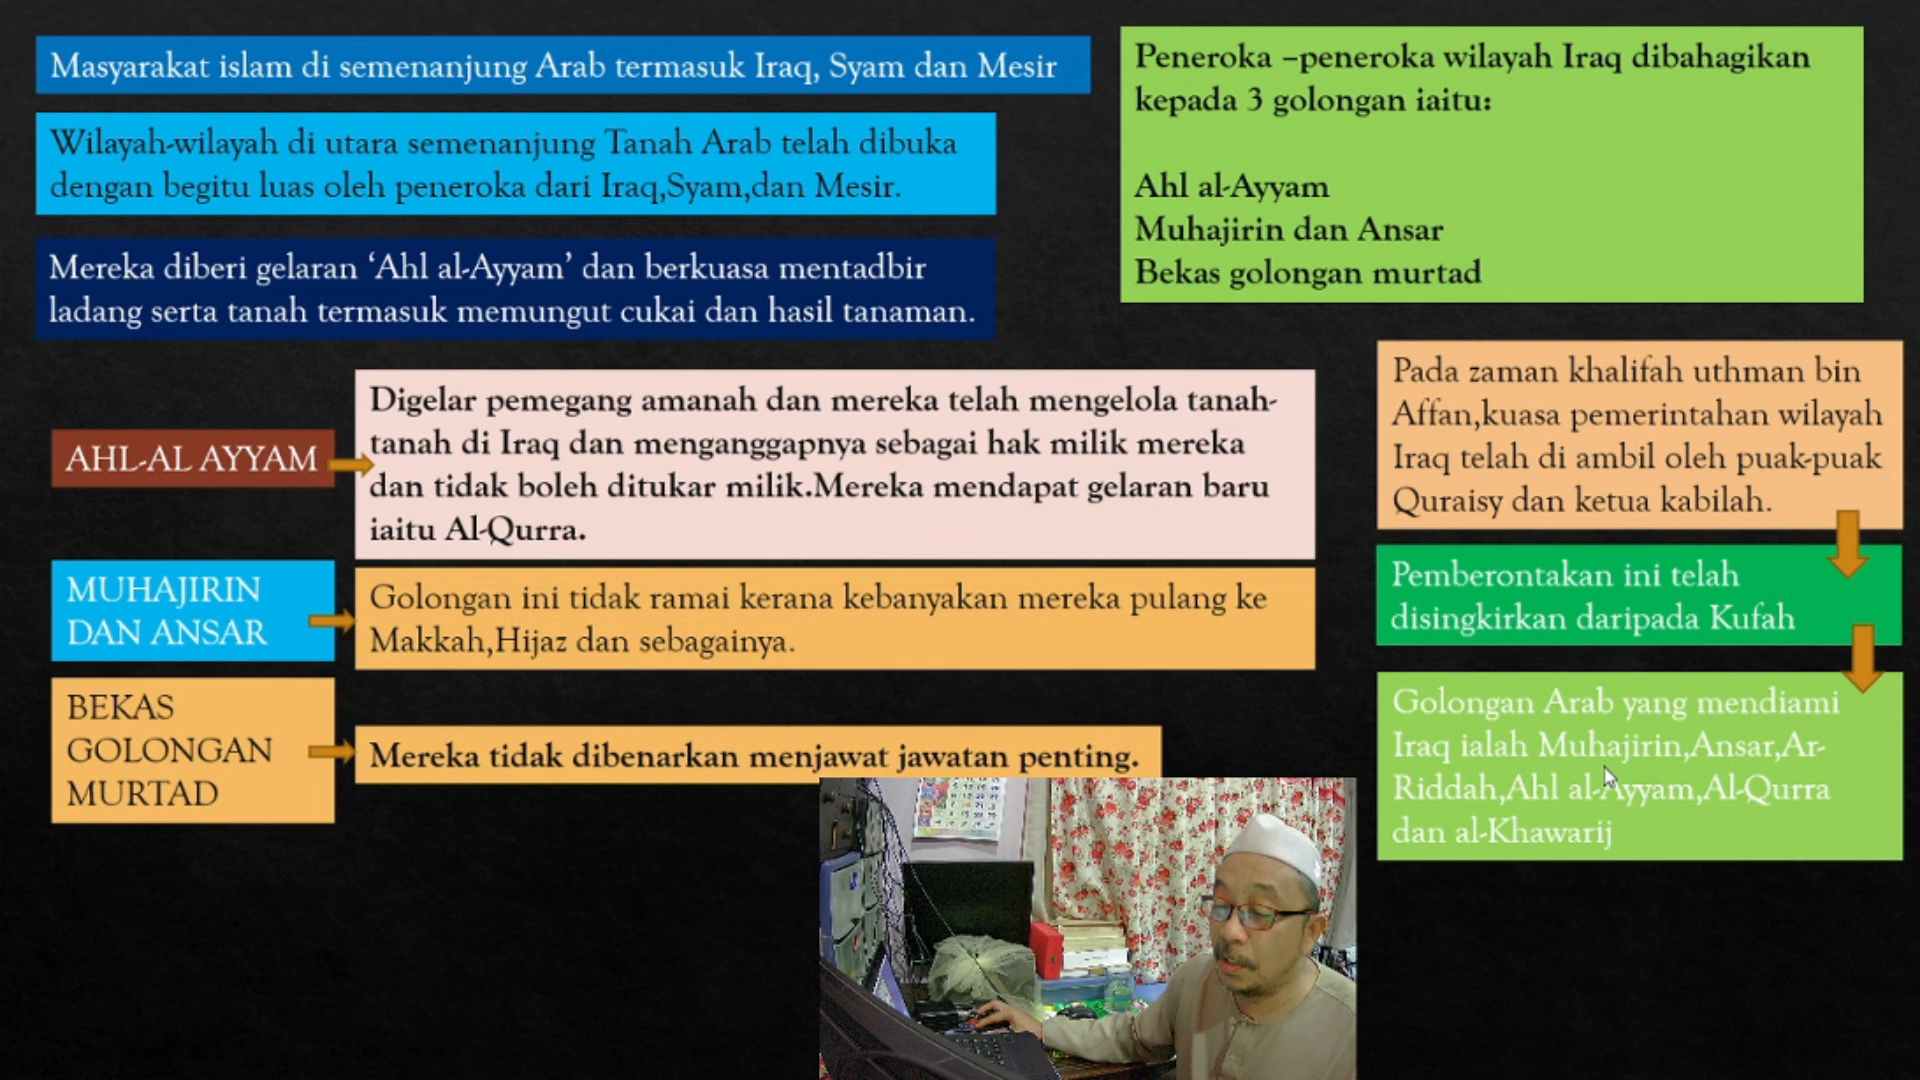 Masyarakat islam di semenanjung Arab termasuk Iraq, Syam dan Mesir
Wilayah-wilayah di utara semenanjung Tanah Arab telah dibuka
dengan begitu luas oleh peneroka dari Iraq,Syam,dan Mesir.
Mereka diberi gelaran ‘Ahl al-Ayyam’ dan berkuasa mentadbir
ladang serta tanah termasuk memungut cukai dan hasil tanaman.
Peneroka –peneroka wilayah Iraq dibahagikan
kepada 3 golongan iaitu:
Ahl al-Ayyam
Muhajirin dan Ansar
Bekas golongan murtad
AHL-AL AYYAM
Digelar pemegang amanah dan mereka telah mengelola tanah-
tanah di Iraq dan menganggapnya sebagai hak milik mereka
dan tidak boleh ditukar milik.Mereka mendapat gelaran baru
iaitu Al-Qurra.
MUHAJIRIN
DAN ANSAR
Golongan ini tidak ramai kerana kebanyakan mereka pulang ke
Makkah,Hijaz dan sebagainya.
BEKAS
GOLONGAN
MURTAD
Mereka tidak dibenarkan menjawat jawatan penting.
Pada zaman khalifah uthman bin
Affan,kuasa pemerintahan wilayah
Iraq telah di ambil oleh puak-puak
Quraisy dan ketua kabilah.
Pemberontakan ini telah
disingkirkan daripada Kufah
Golongan Arab yang mendiami
Iraq ialah Muhajirin,Ansar,Ar-
Riddah,Ahl al-Ayyam,Al-Qurra
dan al-Khawarij